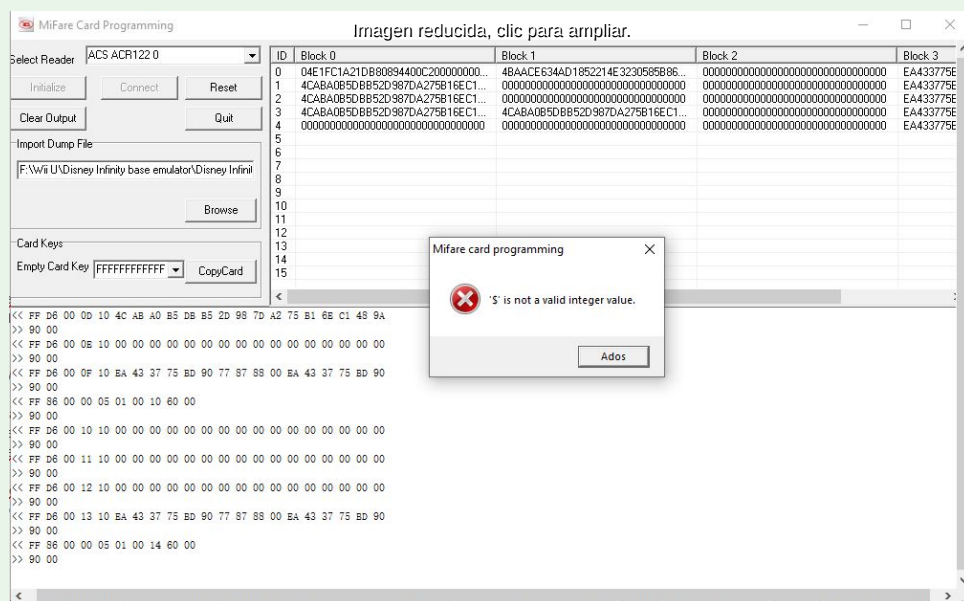 MiFare Card Programming
Imagen reducida, clic para ampliar.
Select Reader
ACS ACR122 0
Initialize
Connect
Reset
Clear Output
Quit
Import Dump File
F:\Wii U\Disney Infinity base emulator\Disney Infinit
Browse
Card Keys
Empty Card Key
FFFFFFFFFFFF
CopyCard
ID Block 0 Block 1 Block 2 Block 3
0 04E1FC1A21DB80894400C200000000... 4BAACE634AD1852214E3230585B86... 00000000000000000000000000000000 EA433775B
1 4CABA0B5DBB52D987DA275B16EC1... 00000000000000000000000000000000 00000000000000000000000000000000 EA433775B
2 4CABA0B5DBB52D987DA275B16EC1... 00000000000000000000000000000000 00000000000000000000000000000000 EA433775B
3 4CABA0B5DBB52D987DA275B16EC1... 4CABA0B5DBB52D987DA275B16EC1... 00000000000000000000000000000000 EA433775B
4 00000000000000000000000000000000 00000000000000000000000000000000 00000000000000000000000000000000 EA433775B
5
6
7
8
9
10
11
12
13
14
15
Mifare card programming
'$' is not a valid integer value.
Ados
<< FF D6 00 0D 10 4C AB A0 B5 DB B5 2D 98 7D A2 75 B1 6E C1 48 9A
>> 90 00
<< FF D6 00 0E 10 00 00 00 00 00 00 00 00 00 00 00 00 00 00 00 00
>> 90 00
<< FF D6 00 0F 10 EA 43 37 75 BD 90 77 87 88 00 EA 43 37 75 BD 90
>> 90 00
<< FF 86 00 00 05 01 00 10 60 00
>> 90 00
<< FF D6 00 10 10 00 00 00 00 00 00 00 00 00 00 00 00 00 00 00 00
>> 90 00
<< FF D6 00 11 10 00 00 00 00 00 00 00 00 00 00 00 00 00 00 00 00
>> 90 00
<< FF D6 00 12 10 00 00 00 00 00 00 00 00 00 00 00 00 00 00 00 00
>> 90 00
<< FF D6 00 13 10 EA 43 37 75 BD 90 77 87 88 00 EA 43 37 75 BD 90
>> 90 00
<< FF 86 00 00 05 01 00 14 60 00
>> 90 00